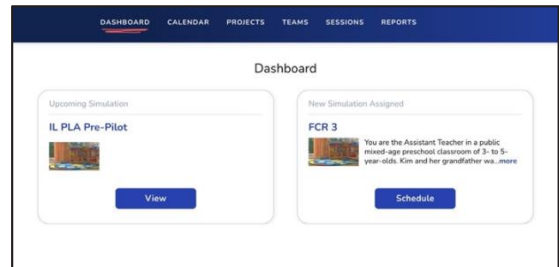 DASHBOARD CALENDAR PROJECTS TEAMS SESSIONS REPORTS
Dashboard
Upcoming Simulation
IL PLA Pre-Pilot
View
New Simulation Assigned
FCR 3
You are the Assistant Teacher in a public
mixed-age preschool classroom of 3- to 5-
year-olds. Kim and her grandfather wa...more
Schedule